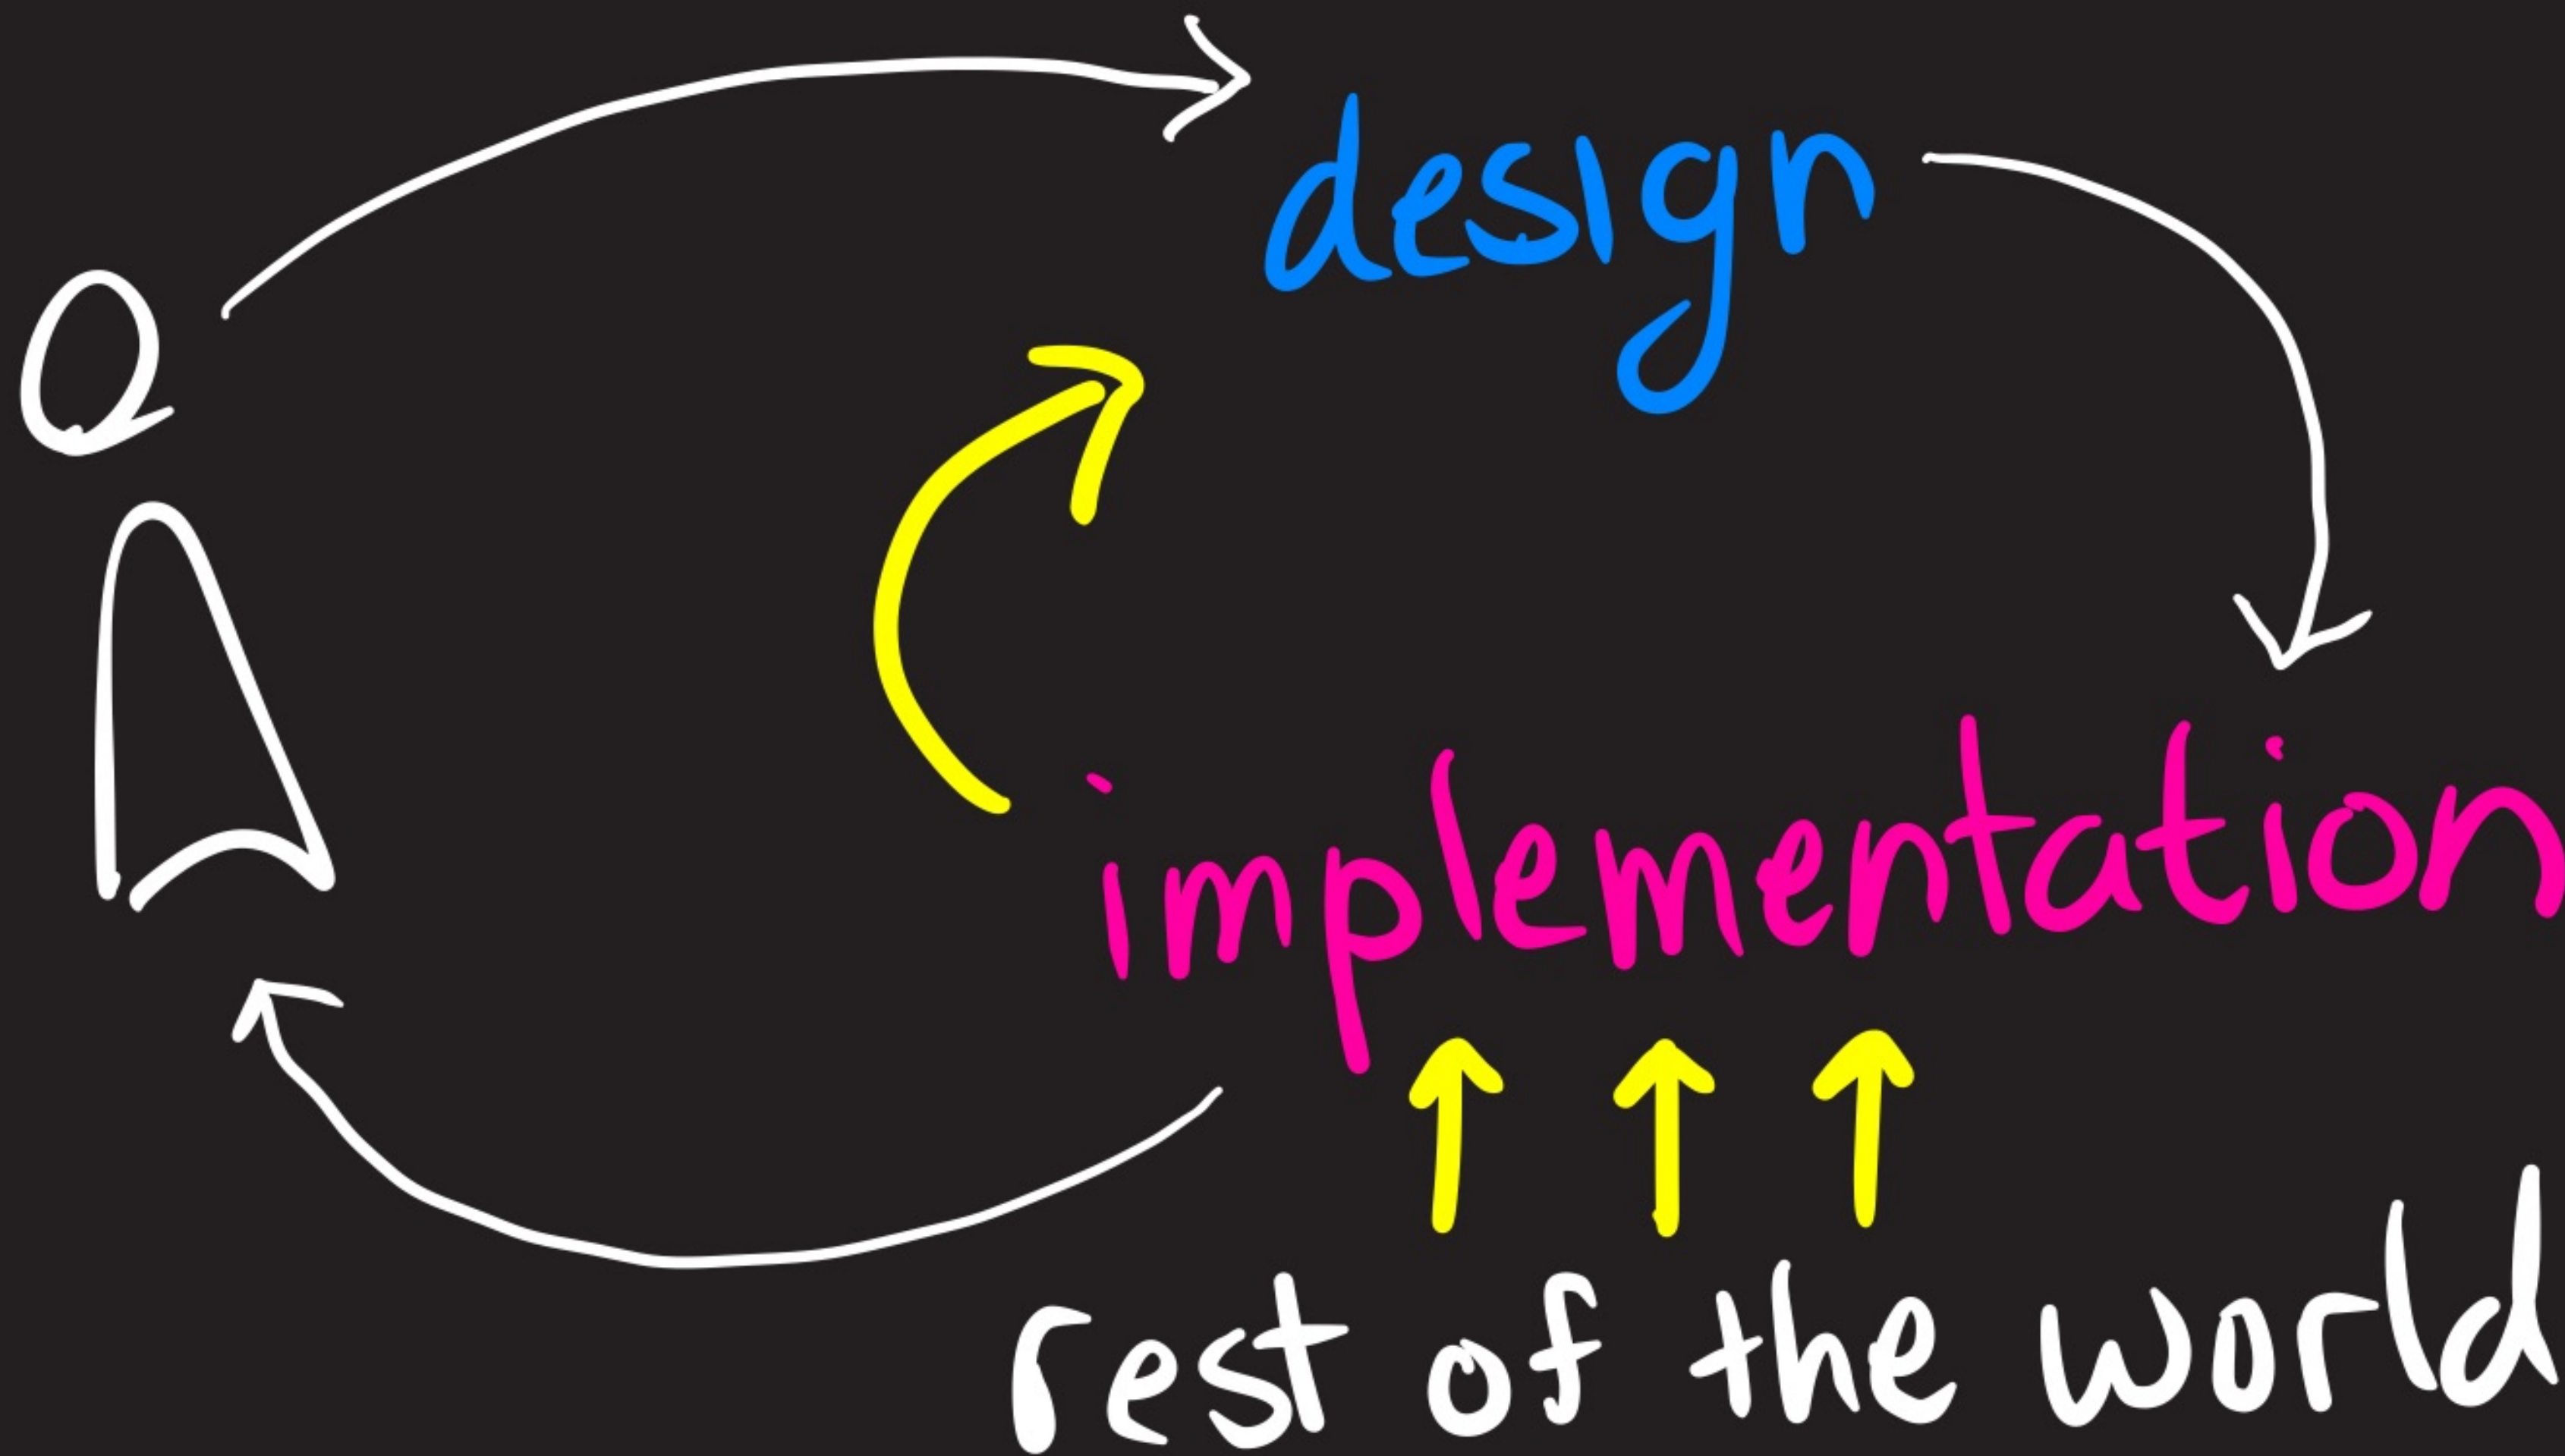 design
implementation
rest of the world